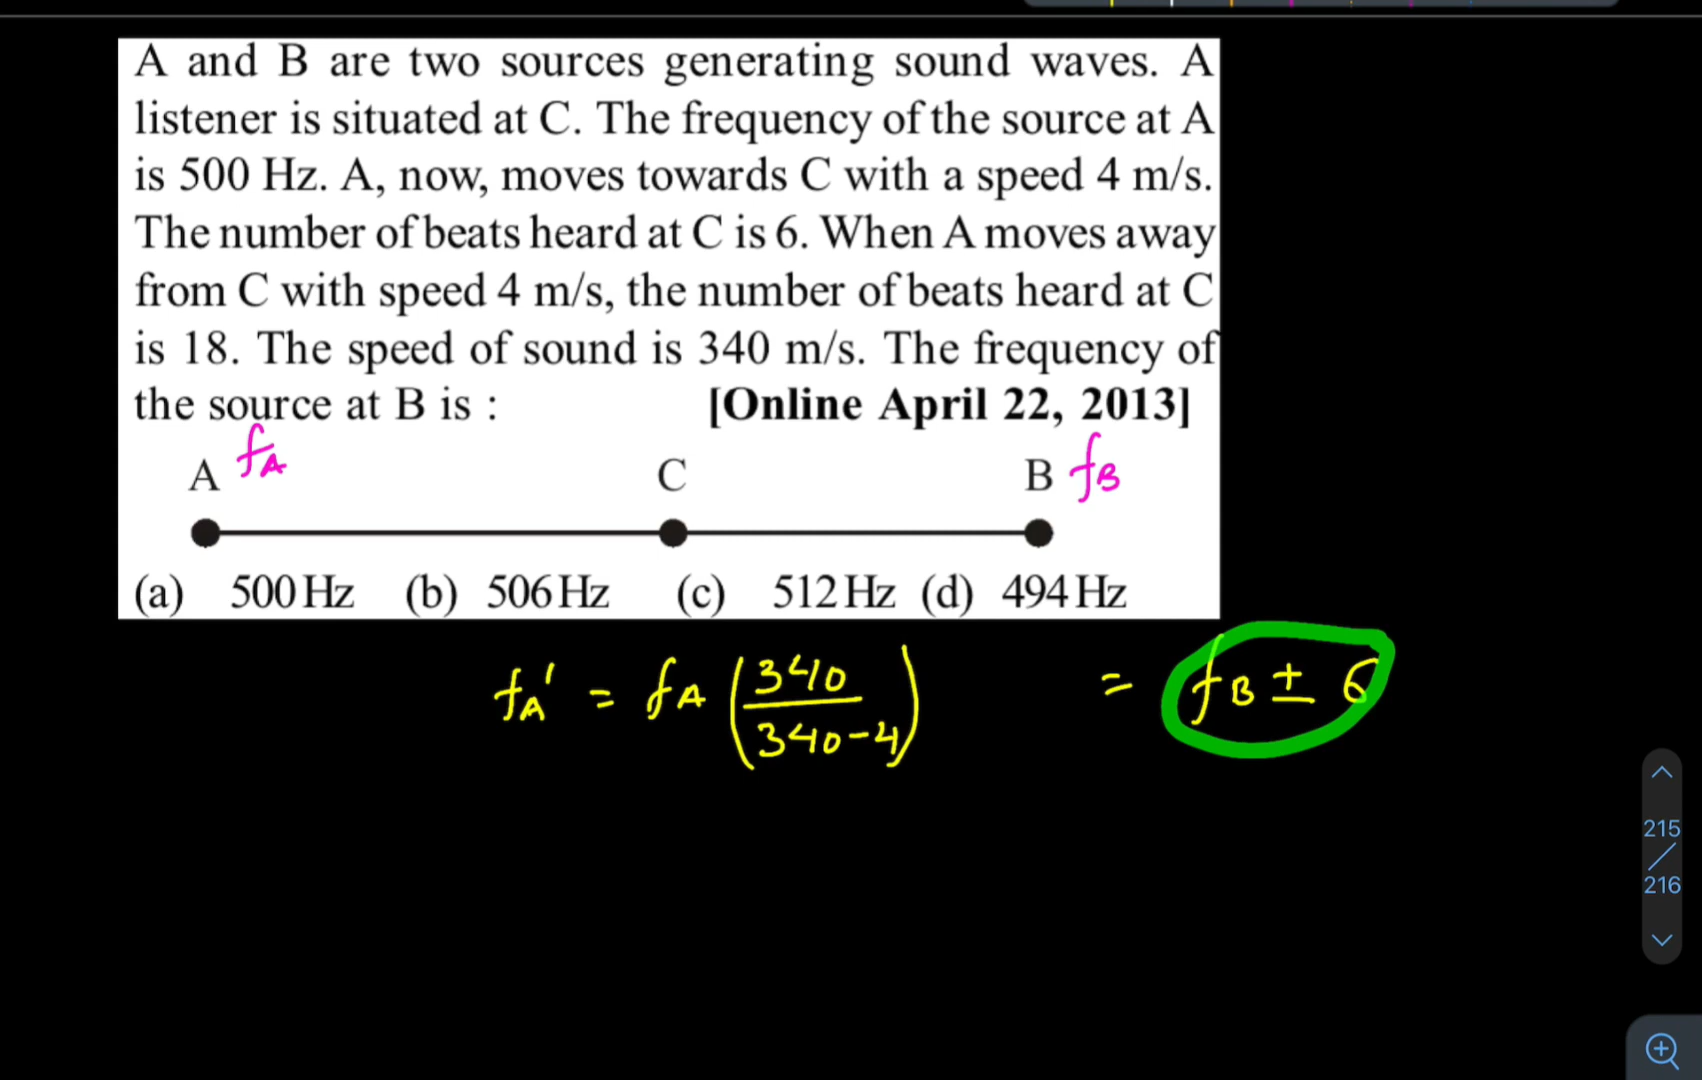 A and B are two sources generating sound waves. A
listener is situated at C. The frequency of the source at A
is 500 Hz. A, now, moves towards C with a speed 4 m/s.
The number of beats heard at C is 6. When A moves away
from C with speed 4 m/s, the number of beats heard at C
is 18. The speed of sound is 340 m/s. The frequency of
the source at B is : [Online April 22, 2013]
A fA C B fB
(a) 500 Hz (b) 506 Hz (c) 512 Hz (d) 494 Hz
fA' = fA (340/340-4) = fB ± 6
215
/
216